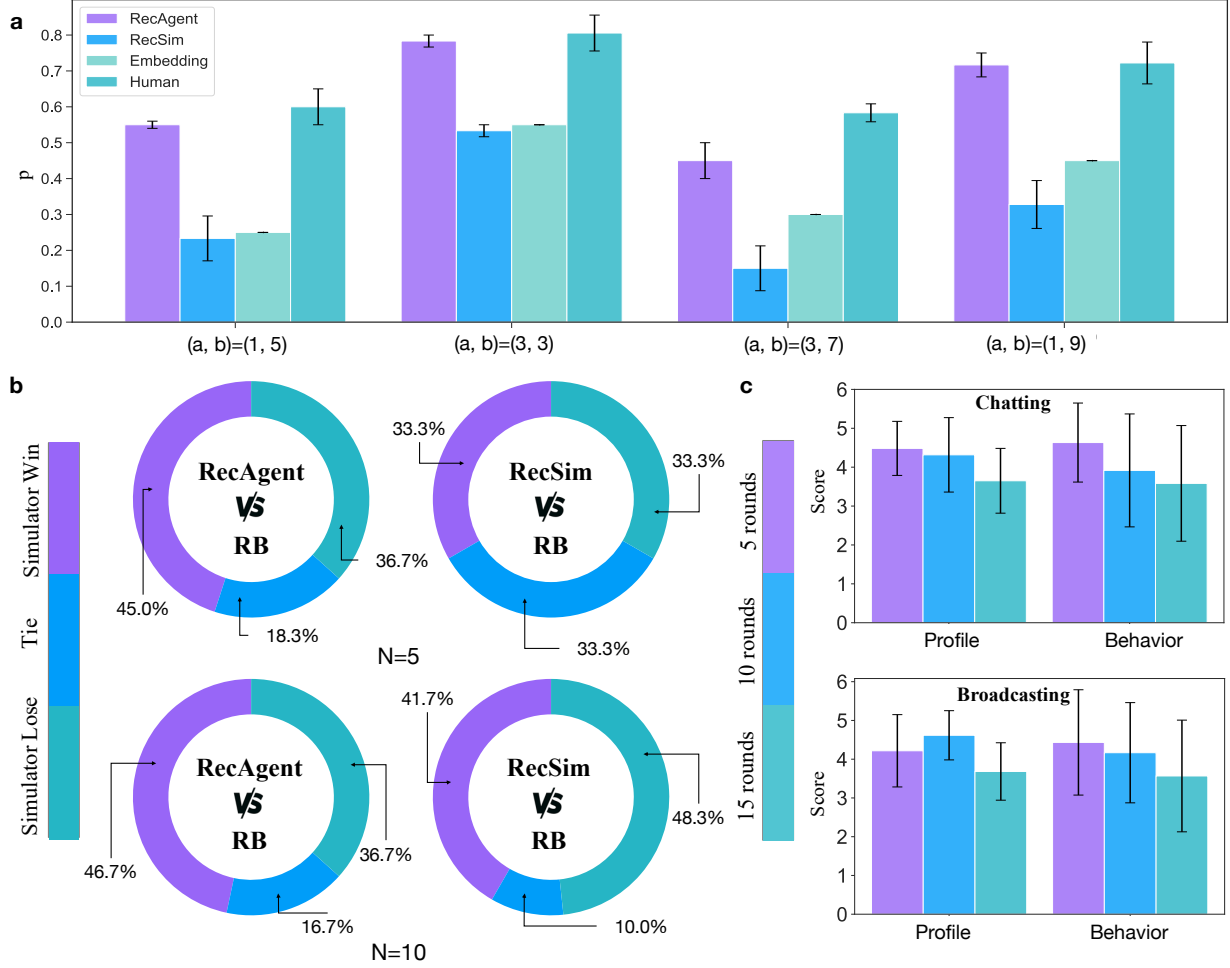 a
RecAgent
RecSim
Embedding
Human
p
0.8
0.7
0.6
0.5
0.4
0.3
0.2
0.1
0.0
(a, b)=(1, 5)
(a, b)=(3, 3)
(a, b)=(3, 7)
(a, b)=(1, 9)
b
Simulator Win
Tie
Simulator Lose
RecAgent
VS
RB
45.0%
18.3%
36.7%
RecSim
VS
RB
33.3%
33.3%
33.3%
N=5
RecAgent
VS
RB
46.7%
16.7%
36.7%
RecSim
VS
RB
41.7%
48.3%
10.0%
N=10
c
5 rounds
10 rounds
15 rounds
Chatting
Score
6
5
4
3
2
1
0
Profile
Behavior
Broadcasting
Score
6
5
4
3
2
1
0
Profile
Behavior